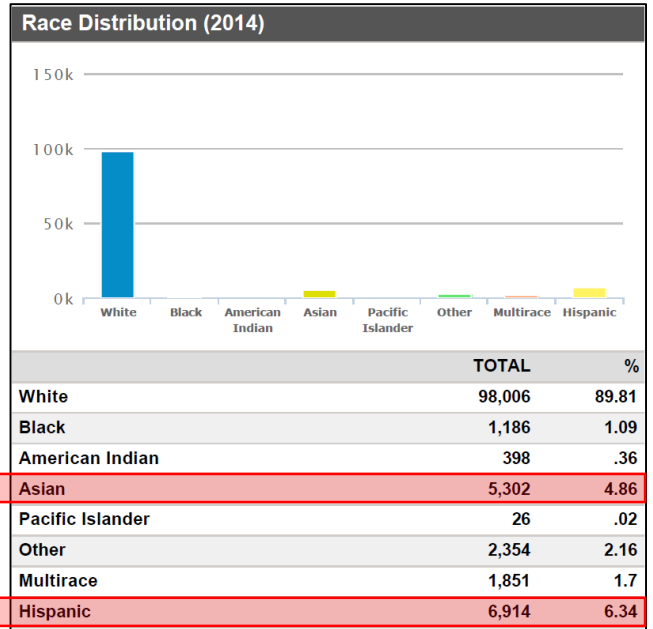 Race Distribution (2014)
150k
100k
50k
0k
White Black American Indian Asian Pacific Islander Other Multirace Hispanic
TOTAL %
White 98,006 89.81
Black 1,186 1.09
American Indian 398 .36
Asian 5,302 4.86
Pacific Islander 26 .02
Other 2,354 2.16
Multirace 1,851 1.7
Hispanic 6,914 6.34